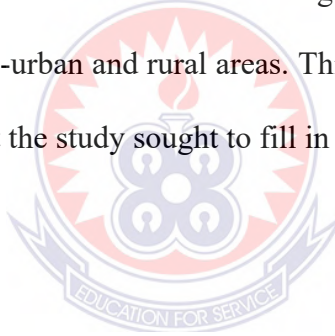 -urban and rural areas. Th
the study sought to fill in
EDUCATION FOR SERVICE